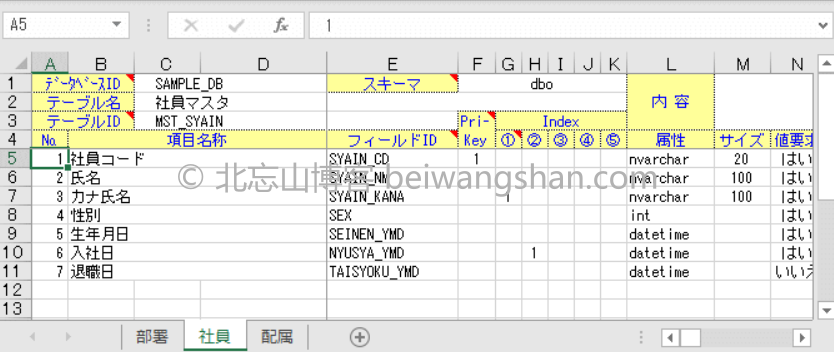 A5 fx 1
A B C D E F G H I J K L M N
1 ﾃﾞｰﾀﾍﾞｰｽID SAMPLE_DB スキーマ dbo 内 容
2 テーブル名 社員マスタ
3 テーブルID MST_SYAIN Pri- Index
4 No. 項目名称 フィールドID Key ① ② ③ ④ ⑤ 属性 サイズ 値要求
5 1 社員コード SYAIN_CD 1 nvarchar 20 はい
6 2 氏名 SYAIN_NM nvarchar 100 はい
© 北忘山博客 beiwangshan.com
7 3 カナ氏名 SYAIN_KANA 1 nvarchar 100 はい
8 4 性別 SEX int はい
9 5 生年月日 SEINEN_YMD datetime はい
10 6 入社日 NYUSYA_YMD 1 datetime はい
11 7 退職日 TAISYOKU_YMD datetime いいえ
12
13
部署 社員 配属